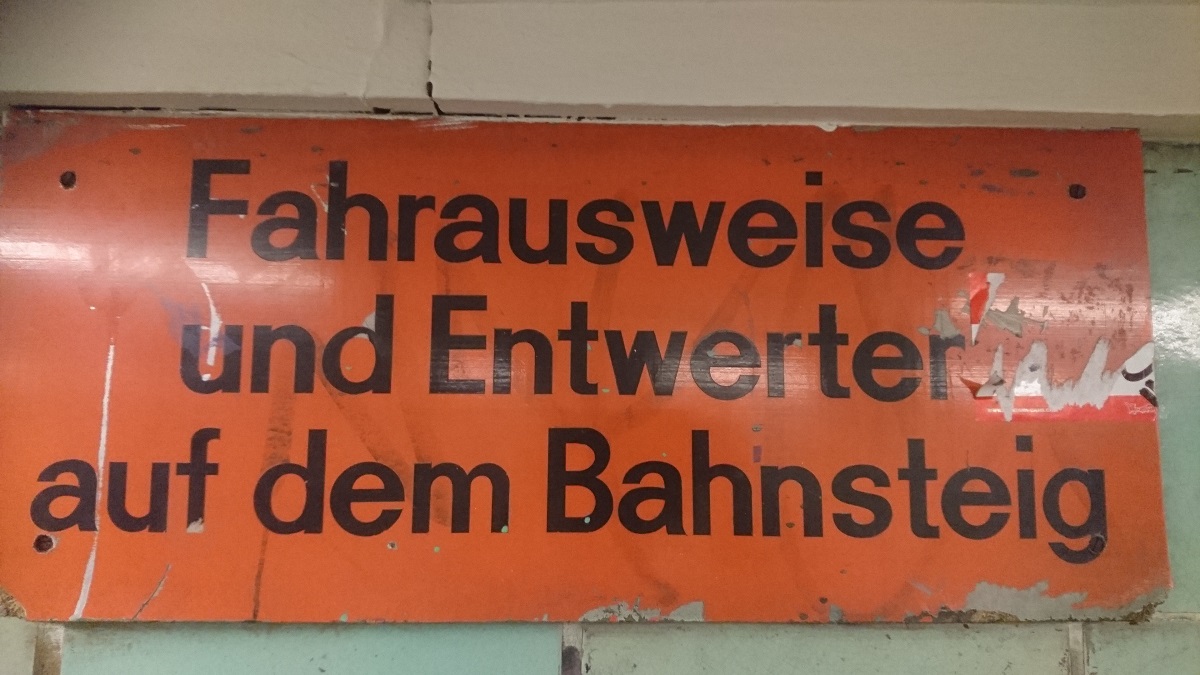 Fahrausweise
und Entwerter
auf dem Bahnsteig